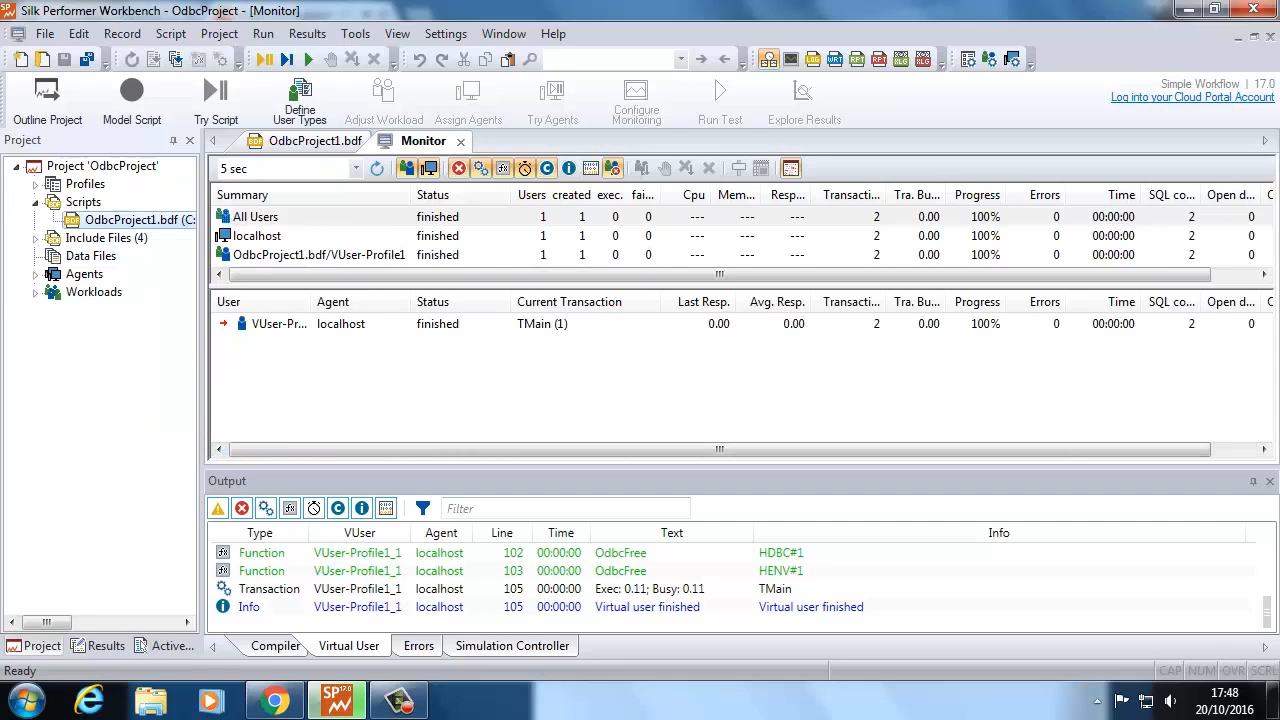 Silk Performer Workbench - OdbcProject - [Monitor]
File Edit Record Script Project Run Results Tools View Settings Window Help
Simple Workflow | 17.0
Log into your Cloud Portal Account
Outline Project Model Script Try Script Define User Types Adjust Workload Assign Agents Try Agents Configure Monitoring Run Test Explore Results
Project
OdbcProject1.bdf Monitor
Project 'OdbcProject'
Profiles
Scripts
OdbcProject1.bdf (C:
Include Files (4)
Data Files
Agents
Workloads
5 sec
Summary Status Users created exec. fai... Cpu Mem... Resp... Transacti... Tra. Bu... Progress Errors Time SQL co... Open d... C
All Users finished 1 1 0 0 --- --- --- 2 0.00 100% 0 00:00:00 2 0
localhost finished 1 1 0 0 --- --- --- 2 0.00 100% 0 00:00:00 2 0
OdbcProject1.bdf/VUser-Profile1 finished 1 1 0 0 --- --- --- 2 0.00 100% 0 00:00:00 2 0
User Agent Status Current Transaction Last Resp. Avg. Resp. Transacti... Tra. Bu... Progress Errors Time SQL co... Open d... C
VUser-Pr... localhost finished TMain (1) 0.00 0.00 2 0.00 100% 0 00:00:00 2 0
Output
Filter
Type VUser Agent Line Time Text Info
Function VUser-Profile1_1 localhost 102 00:00:00 OdbcFree HDBC#1
Function VUser-Profile1_1 localhost 103 00:00:00 OdbcFree HENV#1
Transaction VUser-Profile1_1 localhost 105 00:00:00 Exec: 0.11; Busy: 0.11 TMain
Info VUser-Profile1_1 localhost 105 00:00:00 Virtual user finished Virtual user finished
Project Results Active...
Compiler Virtual User Errors Simulation Controller
Ready
CAP NUM OVR SCRL
SP 17.0
17:48
20/10/2016